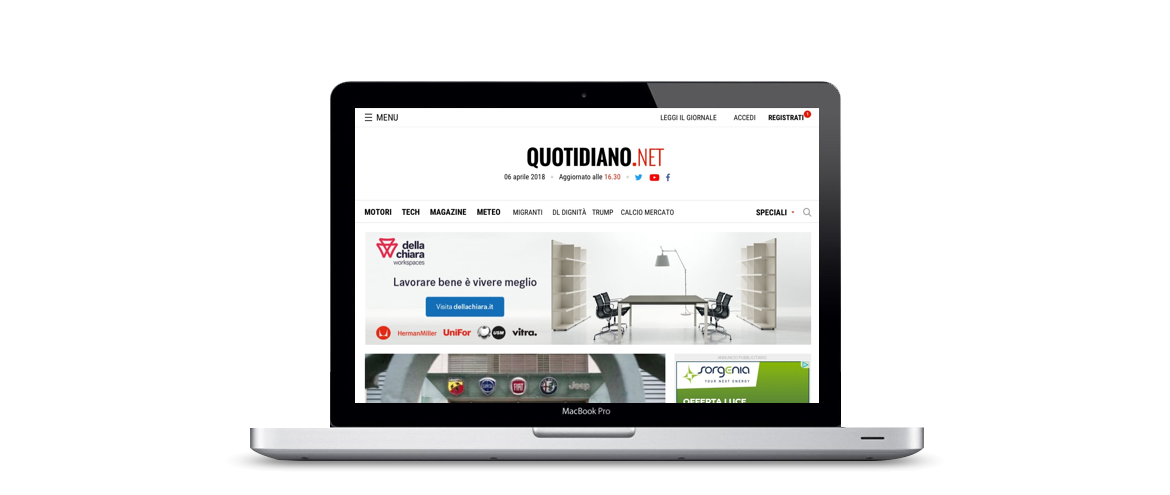 MENU
LEGGI IL GIORNALE ACCEDI REGISTRATI
QUOTIDIANO.NET
06 aprile 2018 • Aggiornato alle 16.30
MOTORI TECH MAGAZINE METEO MIGRANTI DL DIGNITÀ TRUMP CALCIO MERCATO SPECIALI
della
chiara
workspaces
Lavorare bene è vivere meglio
Visita dellachiara.it
HermanMiller UniFor USM vitra.
FIAT Jeep
sorgenia
YOUR NEXT ENERGY
OFFERTA LUCE
MacBook Pro